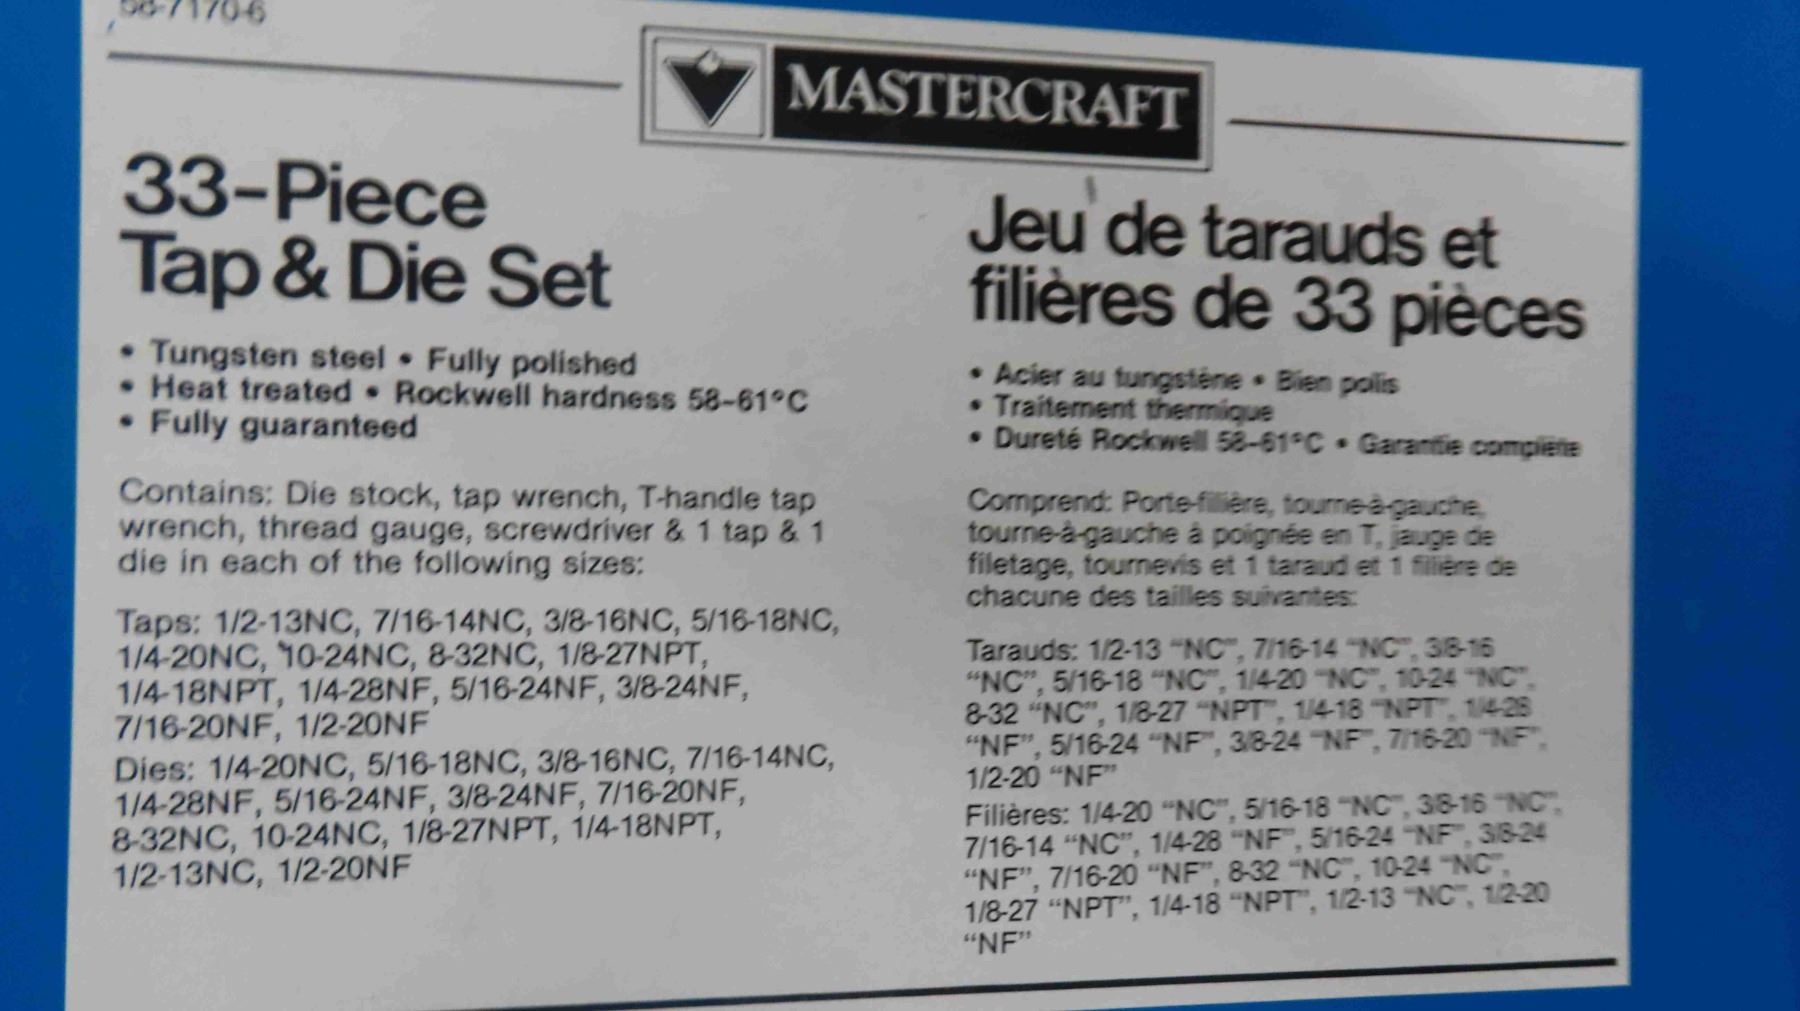 58-7170-6
MASTERCRAFT
33-Piece
Tap & Die Set
• Tungsten steel • Fully polished
• Heat treated • Rockwell hardness 58-61°C
• Fully guaranteed
Contains: Die stock, tap wrench, T-handle tap
wrench, thread gauge, screwdriver & 1 tap & 1
die in each of the following sizes:
Taps: 1/2-13NC, 7/16-14NC, 3/8-16NC, 5/16-18NC,
1/4-20NC, 10-24NC, 8-32NC, 1/8-27NPT,
1/4-18NPT, 1/4-28NF, 5/16-24NF, 3/8-24NF,
7/16-20NF, 1/2-20NF
Dies: 1/4-20NC, 5/16-18NC, 3/8-16NC, 7/16-14NC,
1/4-28NF, 5/16-24NF, 3/8-24NF, 7/16-20NF,
8-32NC, 10-24NC, 1/8-27NPT, 1/4-18NPT,
1/2-13NC, 1/2-20NF
Jeu de tarauds et
filières de 33 pièces
• Acier au tungstène • Bien polis
• Traitement thermique
• Dureté Rockwell 58-61°C • Garantie complète
Comprend: Porte-filière, tourne-à-gauche,
tourne-à-gauche à poignée en T, jauge de
filetage, tournevis et 1 taraud et 1 filière de
chacune des tailles suivantes:
Tarauds: 1/2-13 “NC”, 7/16-14 “NC”, 3/8-16
“NC”, 5/16-18 “NC”, 1/4-20 “NC”, 10-24 “NC”,
8-32 “NC”, 1/8-27 “NPT”, 1/4-18 “NPT”, 1/4-28
“NF”, 5/16-24 “NF”, 3/8-24 “NF”, 7/16-20 “NF”,
1/2-20 “NF”
Filières: 1/4-20 “NC”, 5/16-18 “NC”, 3/8-16 “NC”,
7/16-14 “NC”, 1/4-28 “NF”, 5/16-24 “NF”, 3/8-24
“NF”, 7/16-20 “NF”, 8-32 “NC”, 10-24 “NC”,
1/8-27 “NPT”, 1/4-18 “NPT”, 1/2-13 “NC”, 1/2-20
“NF”